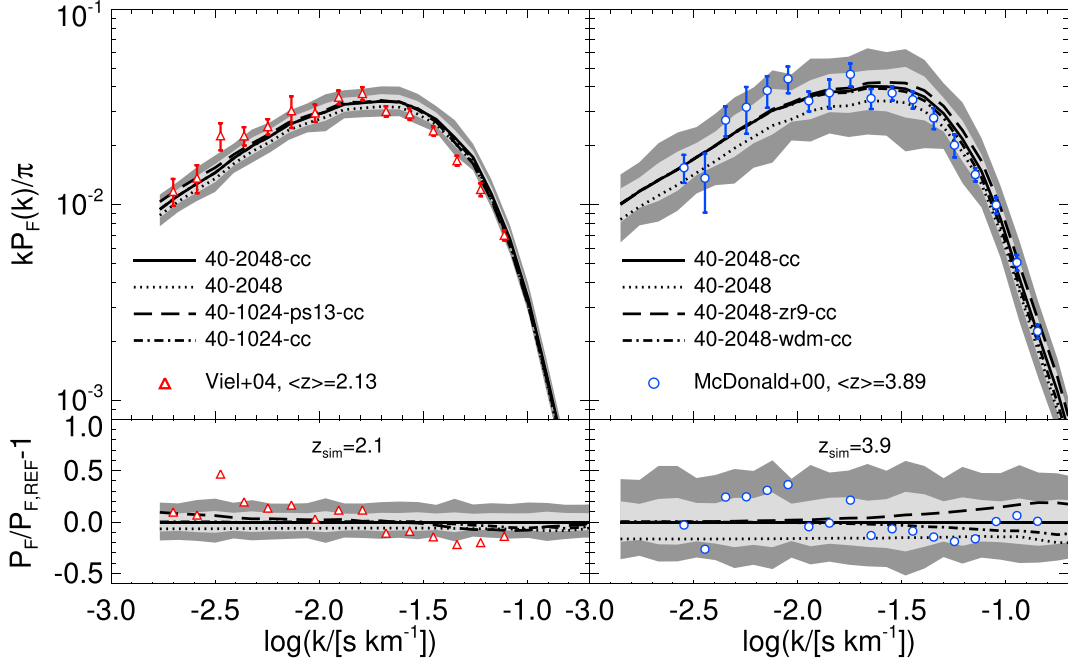 10⁻¹
10⁻²
10⁻³
kP_F(k)/π
40-2048-cc
40-2048
40-1024-ps13-cc
40-1024-cc
Viel+04, <z>=2.13
40-2048-cc
40-2048
40-2048-zr9-cc
40-2048-wdm-cc
McDonald+00, <z>=3.89
1.0
0.5
0.0
-0.5
P_F/P_F,REF-1
z_sim=2.1
z_sim=3.9
-3.0 -2.5 -2.0 -1.5 -1.0 -3.0 -2.5 -2.0 -1.5 -1.0
log(k/[s km⁻¹]) log(k/[s km⁻¹])